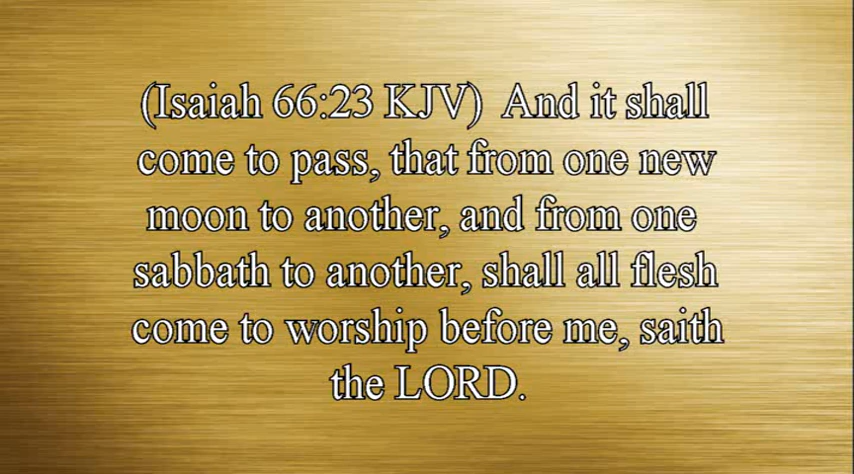 (Isaiah 66:23 KJV)  And it shall
come to pass, that from one new
moon to another, and from one
sabbath to another, shall all flesh
come to worship before me, saith
the LORD.